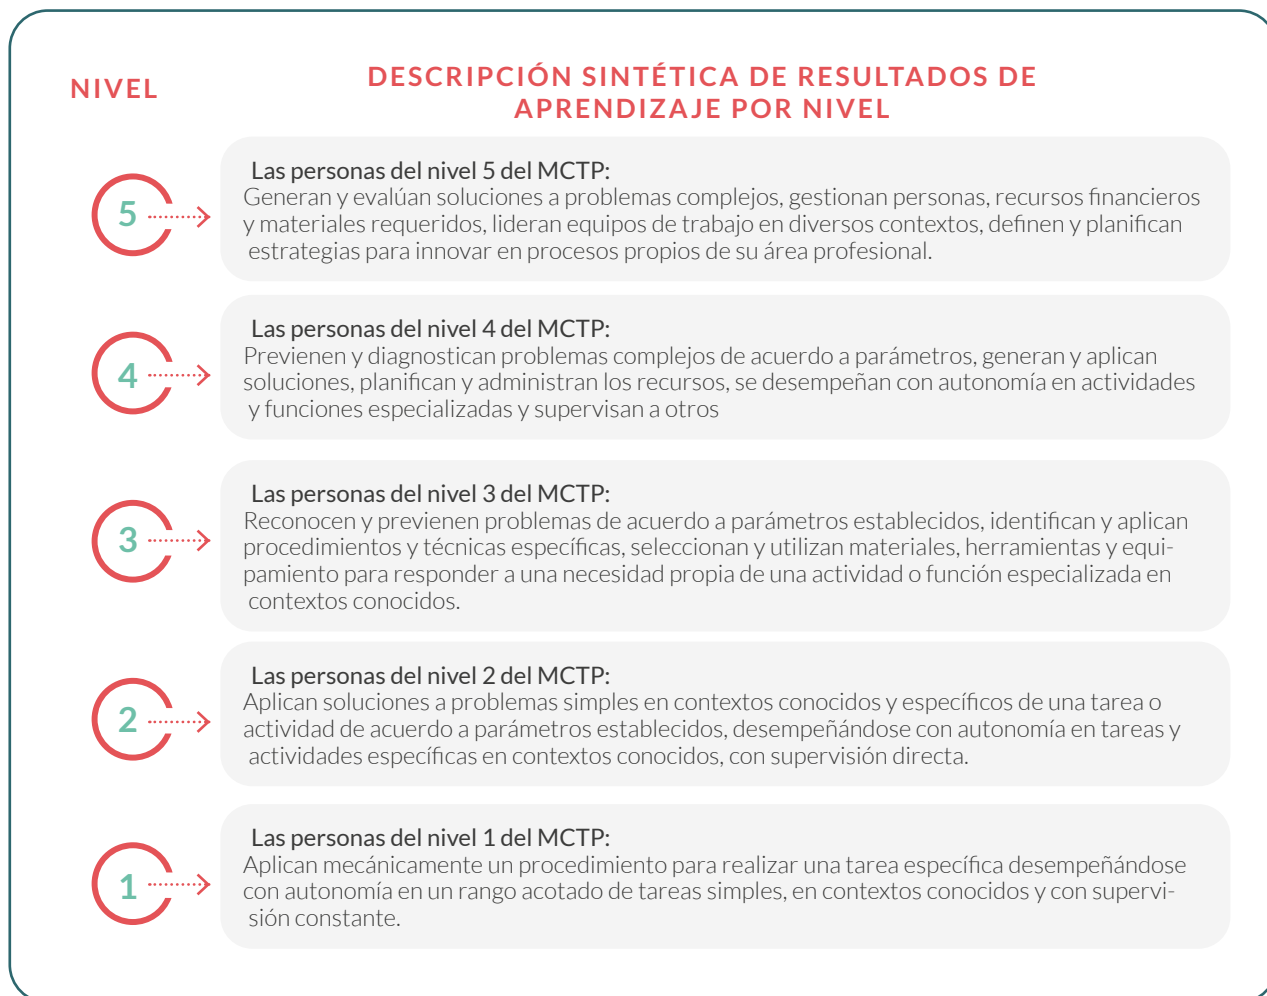 NIVEL
DESCRIPCIÓN SINTÉTICA DE RESULTADOS DE
APRENDIZAJE POR NIVEL
5
Las personas del nivel 5 del MCTP:
Generan y evalúan soluciones a problemas complejos, gestionan personas, recursos financieros
y materiales requeridos, lideran equipos de trabajo en diversos contextos, definen y planifican
estrategias para innovar en procesos propios de su área profesional.
4
Las personas del nivel 4 del MCTP:
Previenen y diagnostican problemas complejos de acuerdo a parámetros, generan y aplican
soluciones, planifican y administran los recursos, se desempeñan con autonomía en actividades
y funciones especializadas y supervisan a otros
3
Las personas del nivel 3 del MCTP:
Reconocen y previenen problemas de acuerdo a parámetros establecidos, identifican y aplican
procedimientos y técnicas específicas, seleccionan y utilizan materiales, herramientas y equi-
pamiento para responder a una necesidad propia de una actividad o función especializada en
contextos conocidos.
2
Las personas del nivel 2 del MCTP:
Aplican soluciones a problemas simples en contextos conocidos y específicos de una tarea o
actividad de acuerdo a parámetros establecidos, desempeñándose con autonomía en tareas y
actividades específicas en contextos conocidos, con supervisión directa.
1
Las personas del nivel 1 del MCTP:
Aplican mecánicamente un procedimiento para realizar una tarea específica desempeñándose
con autonomía en un rango acotado de tareas simples, en contextos conocidos y con supervi-
sión constante.